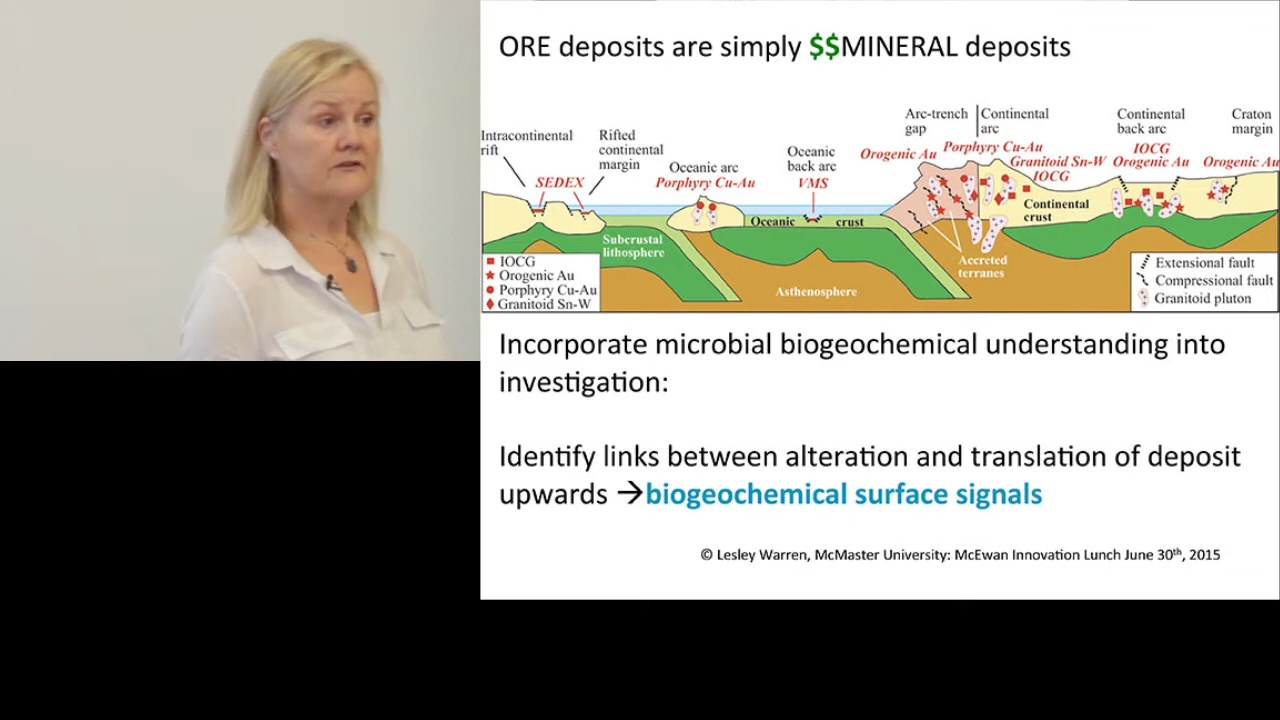 ORE deposits are simply $$MINERAL deposits
Arc-trench
gap
Continental
arc
Continental
back arc
Craton
margin
Intracontinental
rift
Rifted
continental
margin
Oceanic arc
Porphyry Cu-Au
Oceanic
back arc
VMS
Orogenic Au
Porphyry Cu-Au
Granitoid Sn-W
IOCG
IOCG
Orogenic Au
Orogenic Au
SEDEX
Oceanic crust
Continental
crust
Subcrustal
lithosphere
Accreted
terranes
Asthenosphere
IOCG
Orogenic Au
Porphyry Cu-Au
Granitoid Sn-W
Extensional fault
Compressional fault
Granitoid pluton
Incorporate microbial biogeochemical understanding into
investigation:
Identify links between alteration and translation of deposit
upwards →biogeochemical surface signals
© Lesley Warren, McMaster University: McEwan Innovation Lunch June 30th, 2015